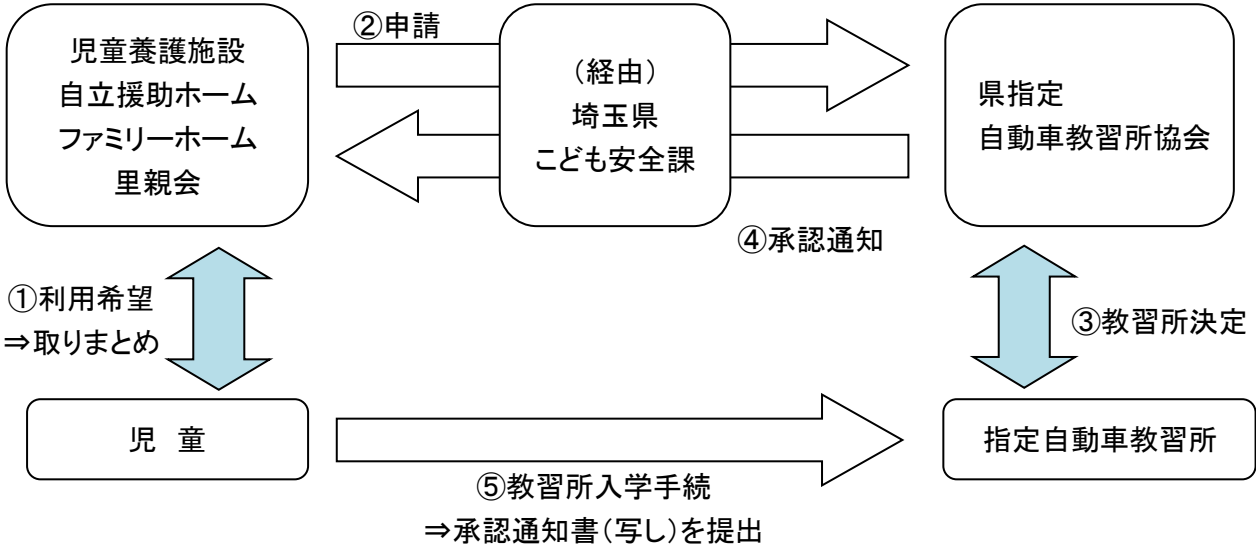 ②申請
児童養護施設
自立援助ホーム
ファミリーホーム
里親会
（経由）
埼玉県
こども安全課
県指定
自動車教習所協会
④承認通知
①利用希望
⇒取りまとめ
③教習所決定
児 童
指定自動車教習所
⑤教習所入学手続
⇒承認通知書（写し）を提出